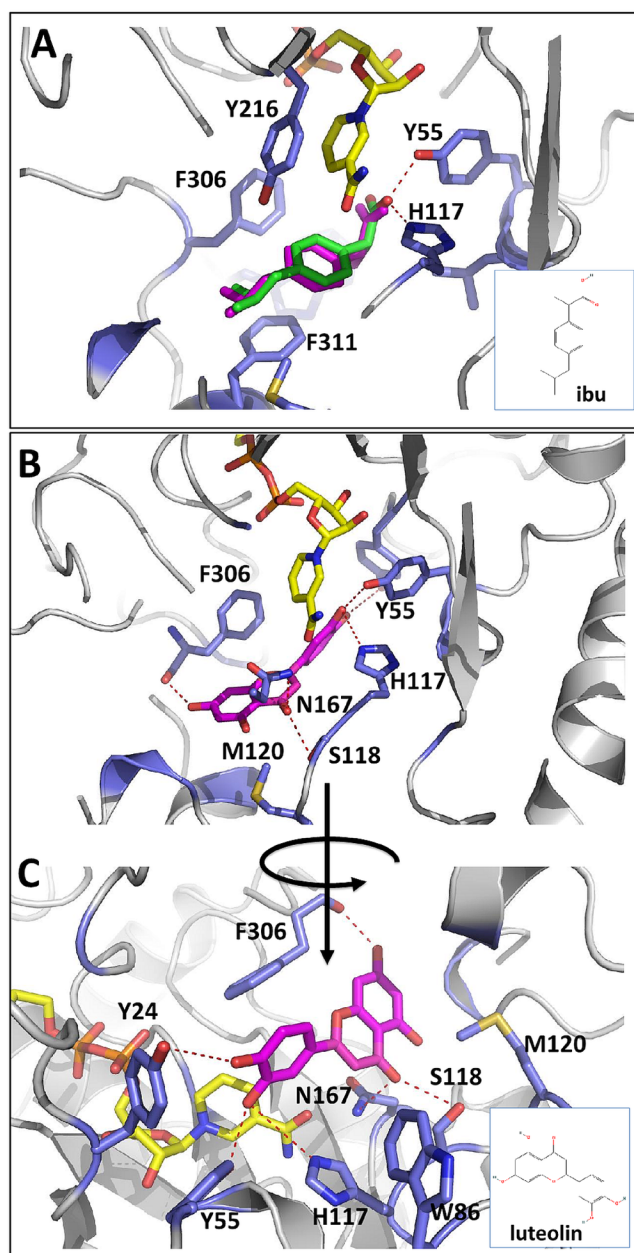 A
Y216
Y55
F306
H117
F311
ibu
B
F306
Y55
H117
N167
M120
S118
C
F306
Y24
M120
N167
S118
Y55
H117
W86
luteolin